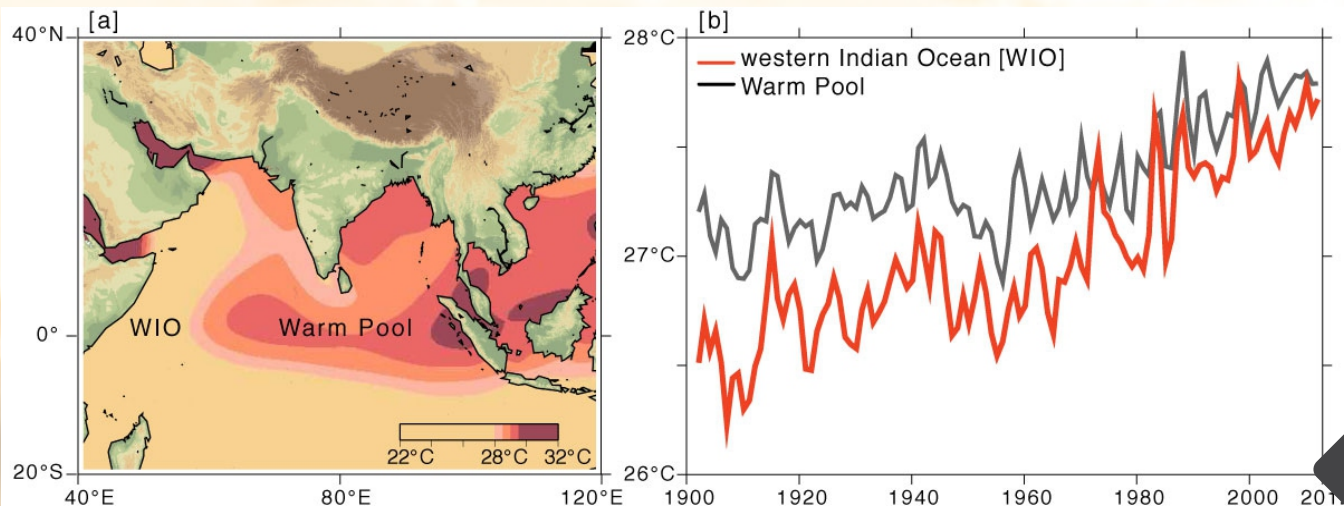 [a]
40°N
0°
20°S
40°E
80°E
120°E
WIO
Warm Pool
22°C
28°C
32°C
[b]
28°C
27°C
26°C
western Indian Ocean [WIO]
Warm Pool
1900
1920
1940
1960
1980
2000